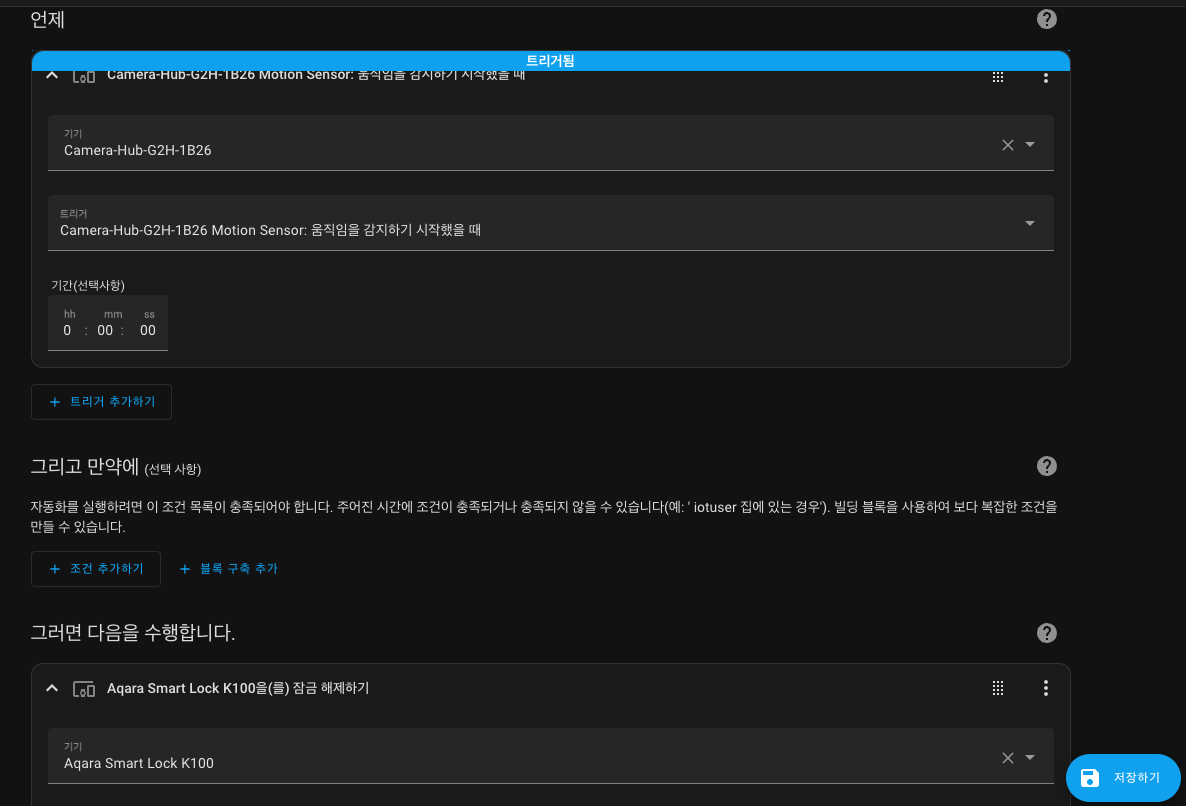 언제
트리거됨
Camera-Hub-G2H-1B26 Motion Sensor: 움직임을 감지하기 시작했을 때
기기
Camera-Hub-G2H-1B26
트리거
Camera-Hub-G2H-1B26 Motion Sensor: 움직임을 감지하기 시작했을 때
기간(선택사항)
hh mm ss
0 : 00 : 00
트리거 추가하기
그리고 만약에 (선택 사항)
자동화를 실행하려면 이 조건 목록이 충족되어야 합니다. 주어진 시간에 조건이 충족되거나 충족되지 않을 수 있습니다(예: ' iotuser 집에 있는 경우'). 빌딩 블록을 사용하여 보다 복잡한 조건을
만들 수 있습니다.
조건 추가하기 블록 구축 추가
그러면 다음을 수행합니다.
Aqara Smart Lock K100을(를) 잠금 해제하기
기기
Aqara Smart Lock K100
저장하기